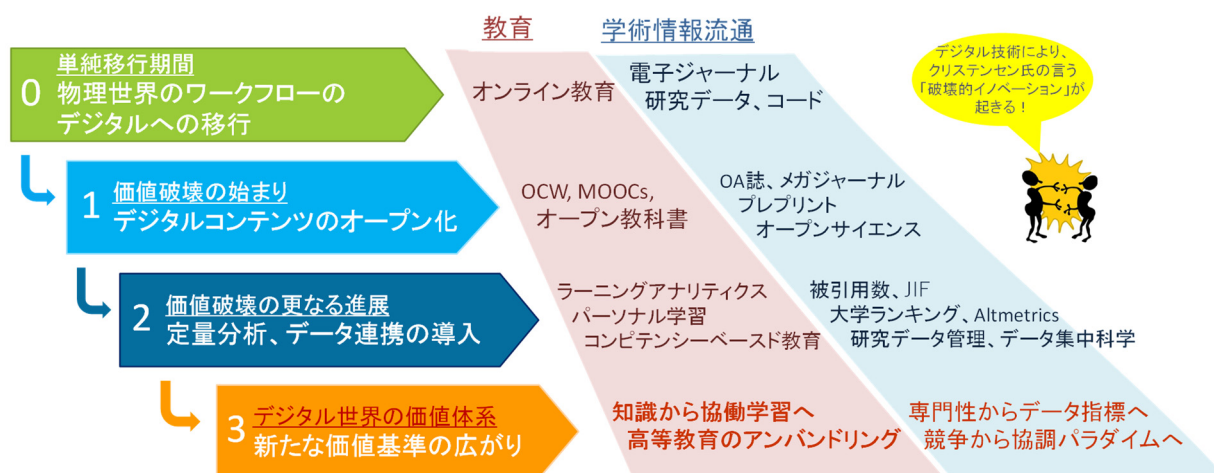 教育
学術情報流通
0
単純移行期間
物理世界のワークフローの
デジタルへの移行
オンライン教育
電子ジャーナル
研究データ、コード
デジタル技術により、
クリステンセン氏の言う
「破壊的イノベーション」が
起きる！
1
価値破壊の始まり
デジタルコンテンツのオープン化
OCW, MOOCs,
オープン教科書
OA誌、メガジャーナル
プレプリント
オープンサイエンス
2
価値破壊の更なる進展
定量分析、データ連携の導入
ラーニングアナリティクス
パーソナル学習
コンピテンシーベースド教育
被引用数、JIF
大学ランキング、Altmetrics
研究データ管理、データ集中科学
3
デジタル世界の価値体系
新たな価値基準の広がり
知識から協働学習へ
高等教育のアンバンドリング
専門性からデータ指標へ
競争から協調パラダイムへ